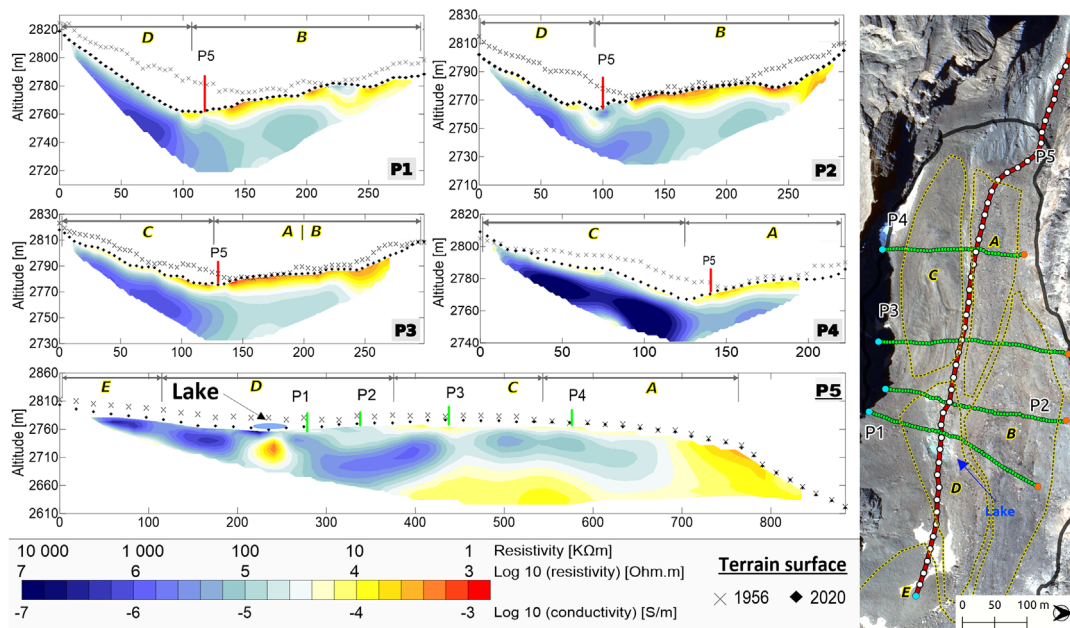 D B
P5
Altitude [m]
2820
2800
2780
2760
2740
2720
P1
0 50 100 150 200 250
D B
P5
Altitude [m]
2810
2790
2770
2750
2730
2710
P2
0 50 100 150 200 250
C A | B
P5
Altitude [m]
2830
2810
2790
2770
2750
2730
P3
0 50 100 150 200 250
C A
P5
Altitude [m]
2820
2800
2780
2760
2740
P4
0 50 100 150 200
E D C A
Lake
P1 P2 P3 P4
P5
Altitude [m]
2860
2810
2760
2710
2660
2610
0 100 200 300 400 500 600 700 800
10 000 1 000 100 10 1 Resistivity [KΩm]
7 6 5 4 3 Log 10 (resistivity) [Ohm.m]
-7 -6 -5 -4 -3 Log 10 (conductivity) [S/m]
Terrain surface
1956 2020
P5
P4
A
C
P3
P2
P1
B
D
Lake
E
0 50 100 m